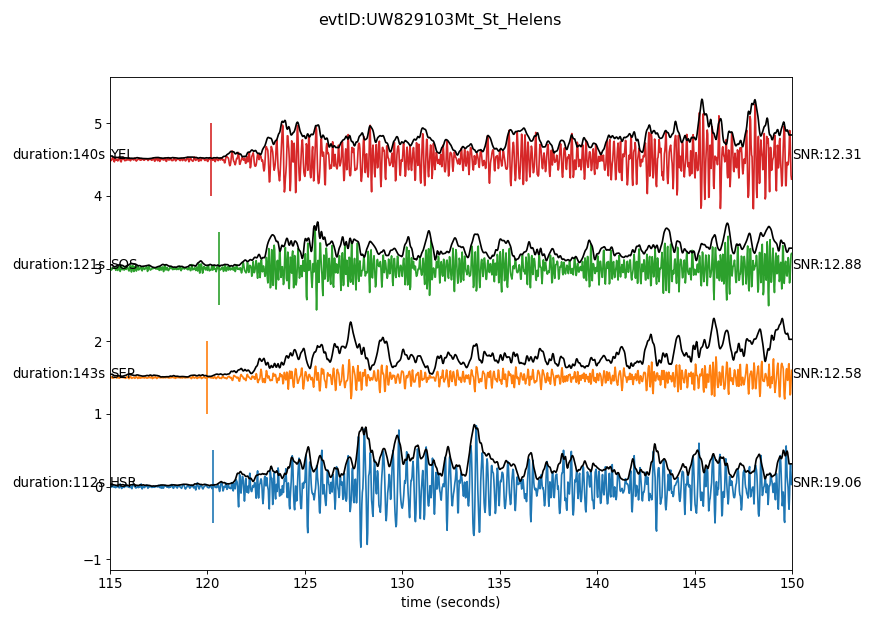 evtID:UW829103Mt_St_Helens
5
duration:140s YEL SNR:12.31
4
duration:121s SOS SNR:12.88
3
2
duration:143s SEP SNR:12.58
1
duration:112s HSR SNR:19.06
0
−1
115 120 125 130 135 140 145 150
time (seconds)